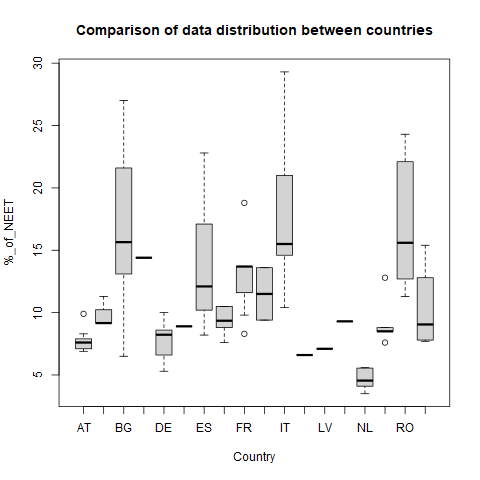 Comparison of data distribution between countries
%_of_NEET
30
25
20
15
10
5
AT BG DE ES FR IT LV NL RO
Country